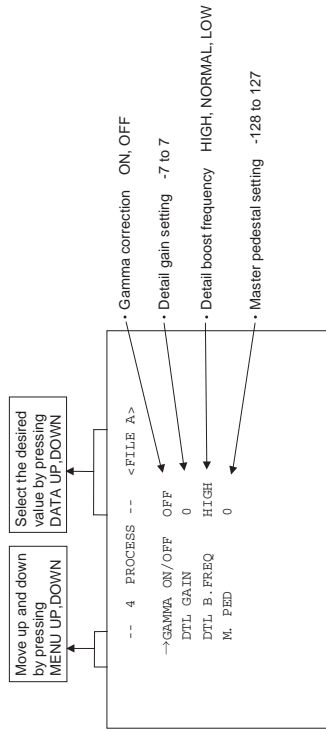 Move up and down
by pressing
MENU UP,DOWN
Select the desired
value by pressing
DATA UP,DOWN
-- 4 PROCESS -- <FILE A>
→GAMMA ON/OFF OFF
DTL GAIN 0
DTL B.FREQ HIGH
M. PED 0
• Gamma correction ON, OFF
• Detail gain setting -7 to 7
• Detail boost frequency HIGH, NORMAL, LOW
• Master pedestal setting -128 to 127